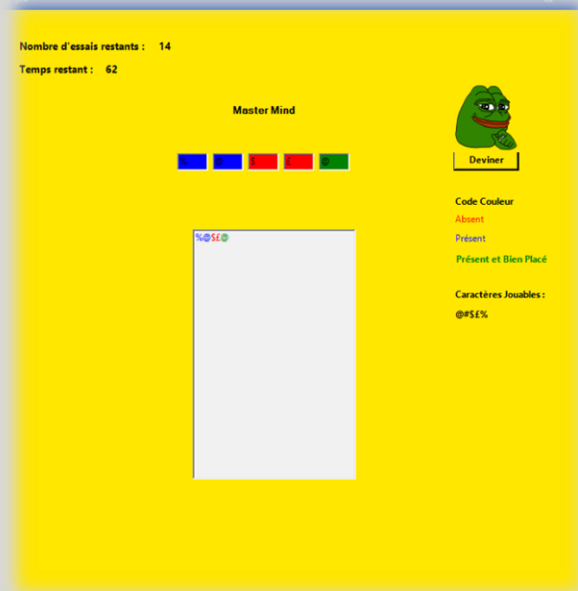 Nombre d'essais restants : 14
Temps restant : 62
Master Mind
% @ $ £ @
Deviner
%@$£@
Code Couleur
Absent
Présent
Présent et Bien Placé
Caractères Jouables :
@#$£%